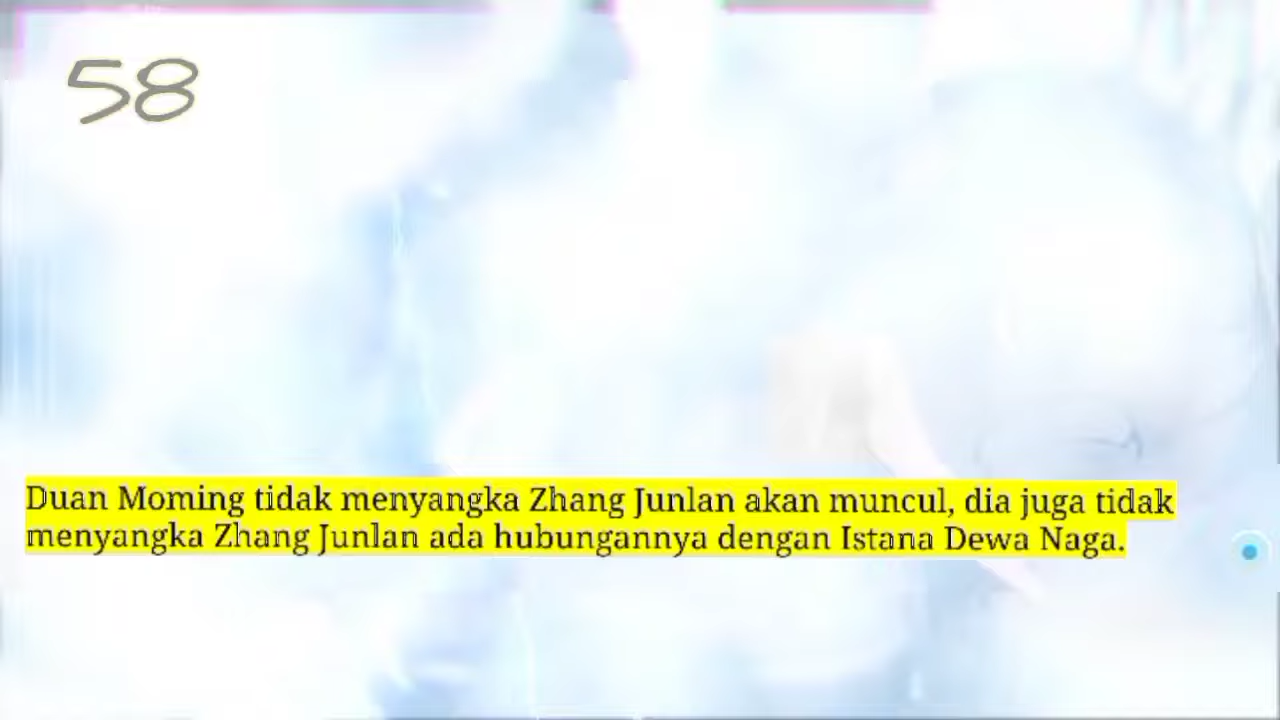 58
Duan Moming tidak menyangka Zhang Junlan akan muncul, dia juga tidak
menyangka Zhang Junlan ada hubungannya dengan Istana Dewa Naga.